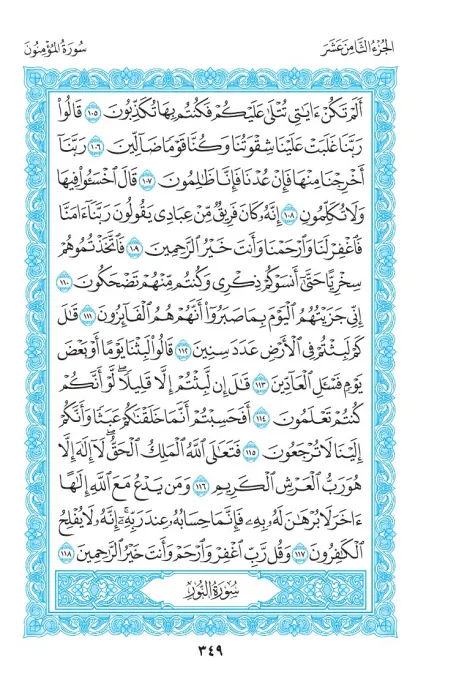 الجُزْءُ الثَّامِنَ عَشَرَ
سُورَةُ المُؤْمِنُونَ
أَلَمْ تَكُنْ ءَايَٰتِى تُتْلَىٰ عَلَيْكُمْ فَكُنتُم بِهَا تُكَذِّبُونَ ١٠٥ قَالُوا۟
رَبَّنَا غَلَبَتْ عَلَيْنَا شِقْوَتُنَا وَكُنَّا قَوْمًا ضَآلِّينَ ١٠٦ رَبَّنَآ
أَخْرِجْنَا مِنْهَا فَإِنْ عُدْنَا فَإِنَّا ظَٰلِمُونَ ١٠٧ قَالَ ٱخْسَـُٔوا۟ فِيهَا
وَلَا تُكَلِّمُونِ ١٠٨ إِنَّهُۥ كَانَ فَرِيقٌ مِّنْ عِبَادِى يَقُولُونَ رَبَّنَآ ءَامَنَّا
فَٱغْفِرْ لَنَا وَٱرْحَمْنَا وَأَنتَ خَيْرُ ٱلرَّٰحِمِينَ ١٠٩ فَٱتَّخَذْتُمُوهُمْ
سِخْرِيًّا حَتَّىٰٓ أَنسَوْكُمْ ذِكْرِى وَكُنتُم مِّنْهُمْ تَضْحَكُونَ ١١٠
إِنِّى جَزَيْتُهُمُ ٱلْيَوْمَ بِمَا صَبَرُوٓا۟ أَنَّهُمْ هُمُ ٱلْفَآئِزُونَ ١١١ قَٰلَ
كَمْ لَبِثْتُمْ فِى ٱلْأَرْضِ عَدَدَ سِنِينَ ١١٢ قَالُوا۟ لَبِثْنَا يَوْمًا أَوْ بَعْضَ
يَوْمٍ فَسْـَٔلِ ٱلْعَآدِّينَ ١١٣ قَٰلَ إِن لَّبِثْتُمْ إِلَّا قَلِيلًا ۖ لَّوْ أَنَّكُمْ
كُنتُمْ تَعْلَمُونَ ١١٤ أَفَحَسِبْتُمْ أَنَّمَا خَلَقْنَٰكُمْ عَبَثًا وَأَنَّكُمْ
إِلَيْنَا لَا تُرْجَعُونَ ١١٥ فَتَعَٰلَى ٱللَّهُ ٱلْمَلِكُ ٱلْحَقُّ ۖ لَآ إِلَٰهَ إِلَّا
هُوَ رَبُّ ٱلْعَرْشِ ٱلْكَرِيمِ ١١٦ وَمَن يَدْعُ مَعَ ٱللَّهِ إِلَٰهًا
ءَاخَرَ لَا بُرْهَٰنَ لَهُۥ بِهِۦ فَإِنَّمَا حِسَابُهُۥ عِندَ رَبِّهِۦٓ ۚ إِنَّهُۥ لَا يُفْلِحُ
ٱلْكَٰفِرُونَ ١١٧ وَقُل رَّبِّ ٱغْفِرْ وَٱرْحَمْ وَأَنتَ خَيْرُ ٱلرَّٰحِمِينَ ١١٨
سُورَةُ النُّورِ
٣٤٩